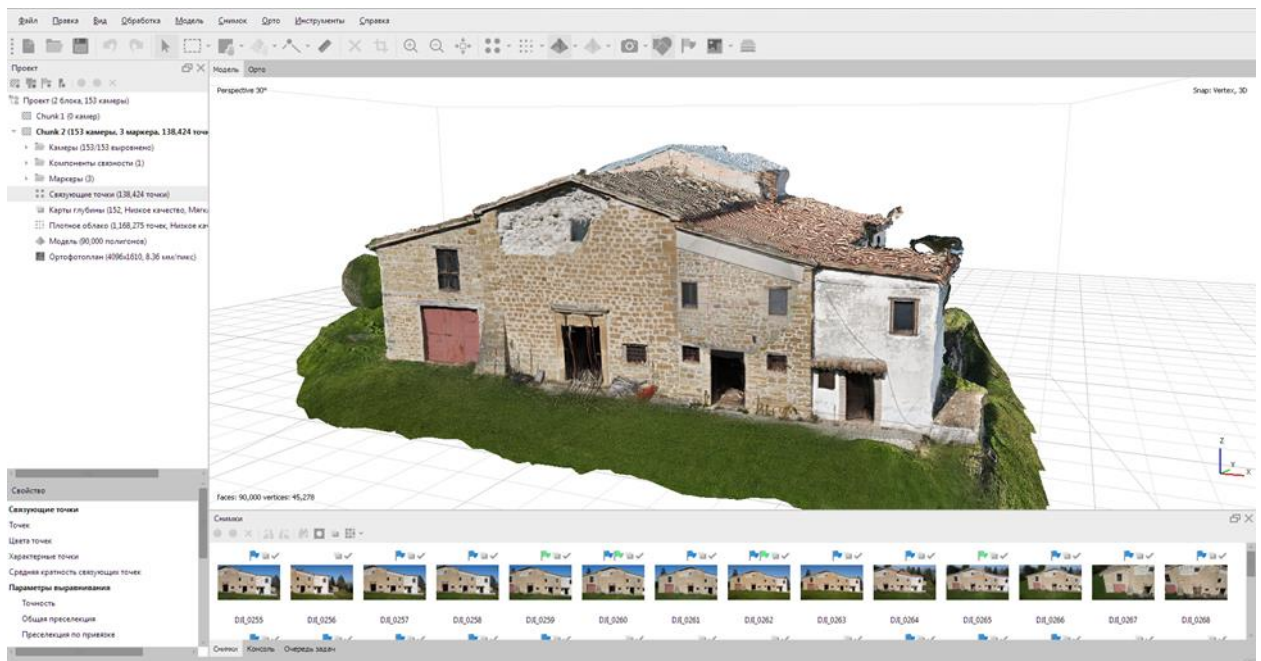 Файл Правка Вид Обработка Модель Снимок Орто Инструменты Справка
Проект
Модель Орто
Perspective 30°
Snap: Vertex, 3D
Проект (2 блока, 153 камеры)
Chunk 1 (0 камер)
Chunk 2 (153 камеры, 3 маркера, 138,424 точк
Камеры (153/153 выровнено)
Компоненты связности (1)
Маркеры (3)
Связующие точки (138,424 точки)
Карты глубины (152, Низкое качество, Мягк
Плотное облако (1,168,275 точек, Низкое кач
Модель (90,000 полигонов)
Ортофотоплан (4096x1610, 8.36 мм/пикс)
Z
Y
X
Faces: 90,000 vertices: 45,278
Свойство
Связующие точки
Точек
Цвета точек
Характерные точки
Средняя кратность связующих точек
Параметры выравнивания
Точность
Общая преселекция
Преселекция по привязке
Снимки
DJI_0255 DJI_0256 DJI_0257 DJI_0258 DJI_0259 DJI_0260 DJI_0261 DJI_0262 DJI_0263 DJI_0264 DJI_0265 DJI_0266 DJI_0267 DJI_0268
Снимки Консоль Очередь задач